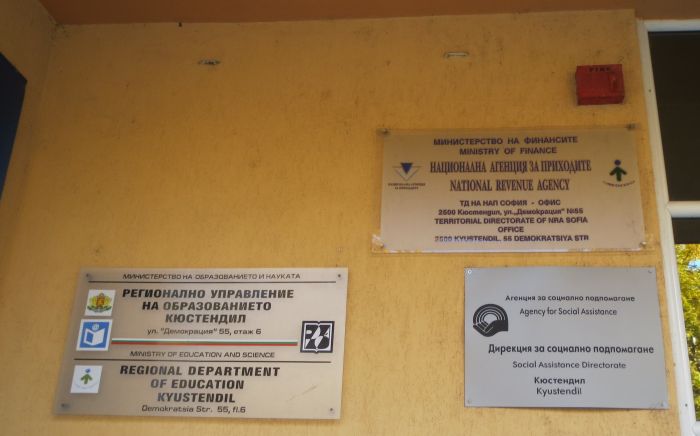 FIRE
МИНИСТЕРСТВО НА ФИНАНСИТЕ
MINISTRY OF FINANCE
НАЦИОНАЛНА АГЕНЦИЯ ЗА ПРИХОДИТЕ
NATIONAL REVENUE AGENCY
НАЦИОНАЛНА АГЕНЦИЯ
ЗА ПРИХОДИТЕ
ТД НА НАП СОФИЯ - ОФИС
2500 Кюстендил, ул."Демокрация" №55
TERRITORIAL DIRECTORATE OF NRA SOFIA
OFFICE
2500 KYUSTENDIL, 55 DEMOKRATSIYA STR
МИНИСТЕРСТВО НА ОБРАЗОВАНИЕТО И НАУКАТА
РЕГИОНАЛНО УПРАВЛЕНИЕ
НА ОБРАЗОВАНИЕТО
КЮСТЕНДИЛ
ул. "Демокрация" 55, етаж 6
MINISTRY OF EDUCATION AND SCIENCE
REGIONAL DEPARTMENT
OF EDUCATION
KYUSTENDIL
Demokratsia Str. 55, fl.6
Агенция за социално подпомагане
Agency for Social Assistance
Дирекция за социално подпомагане
Social Assistance Directorate
Кюстендил
Kyustendil